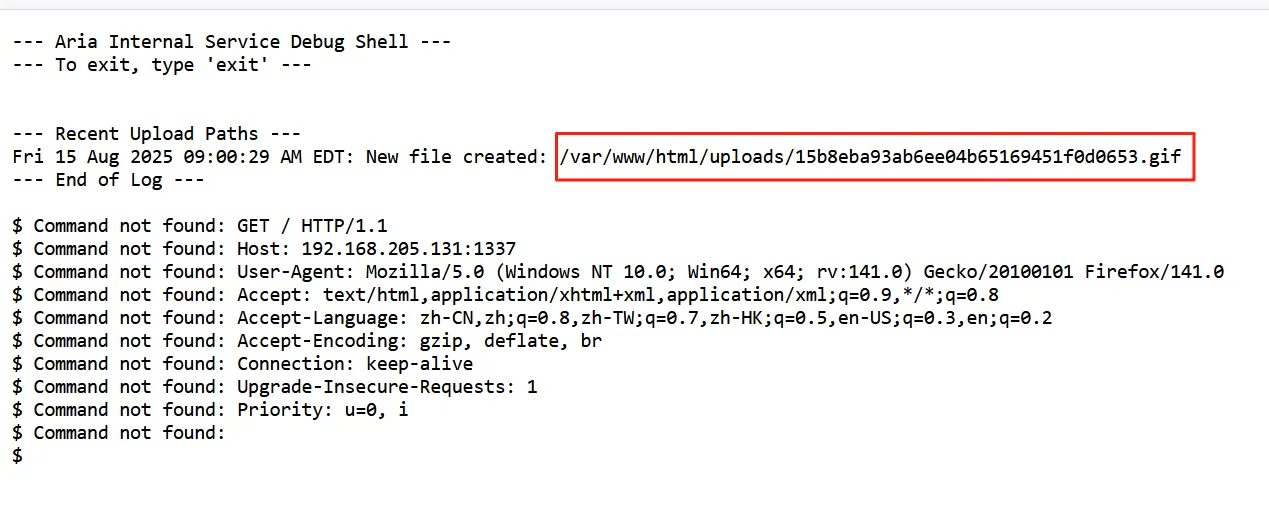 --- Aria Internal Service Debug Shell ---
--- To exit, type 'exit' ---
--- Recent Upload Paths ---
Fri 15 Aug 2025 09:00:29 AM EDT: New file created: /var/www/html/uploads/15b8eba93ab6ee04b65169451f0d0653.gif
--- End of Log ---
$ Command not found: GET / HTTP/1.1
$ Command not found: Host: 192.168.205.131:1337
$ Command not found: User-Agent: Mozilla/5.0 (Windows NT 10.0; Win64; x64; rv:141.0) Gecko/20100101 Firefox/141.0
$ Command not found: Accept: text/html,application/xhtml+xml,application/xml;q=0.9,*/*;q=0.8
$ Command not found: Accept-Language: zh-CN,zh;q=0.8,zh-TW;q=0.7,zh-HK;q=0.5,en-US;q=0.3,en;q=0.2
$ Command not found: Accept-Encoding: gzip, deflate, br
$ Command not found: Connection: keep-alive
$ Command not found: Upgrade-Insecure-Requests: 1
$ Command not found: Priority: u=0, i
$ Command not found:
$